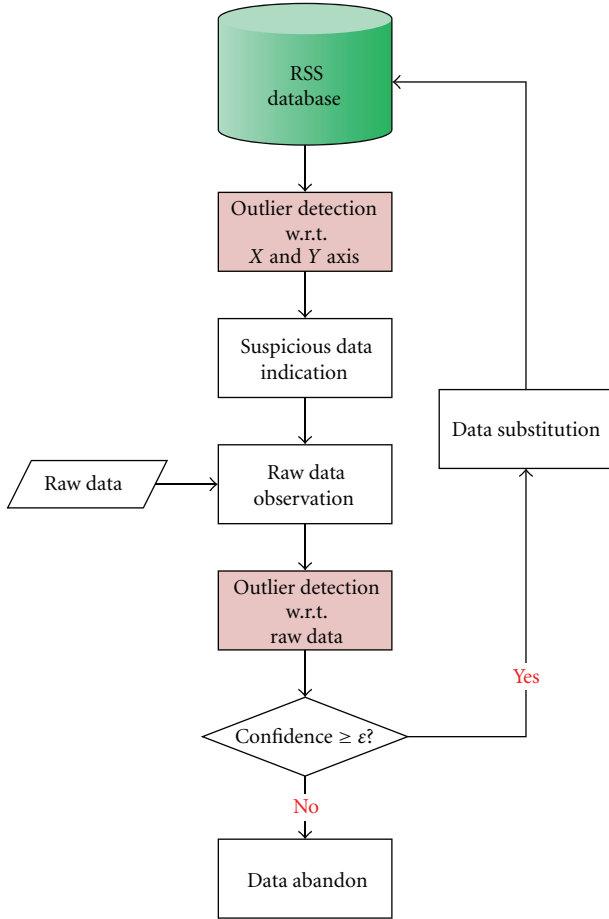 RSS
database
Outlier detection
w.r.t.
X and Y axis
Suspicious data
indication
Data substitution
Raw data
Raw data
observation
Outlier detection
w.r.t.
raw data
Yes
Confidence ≥ ε?
No
Data abandon